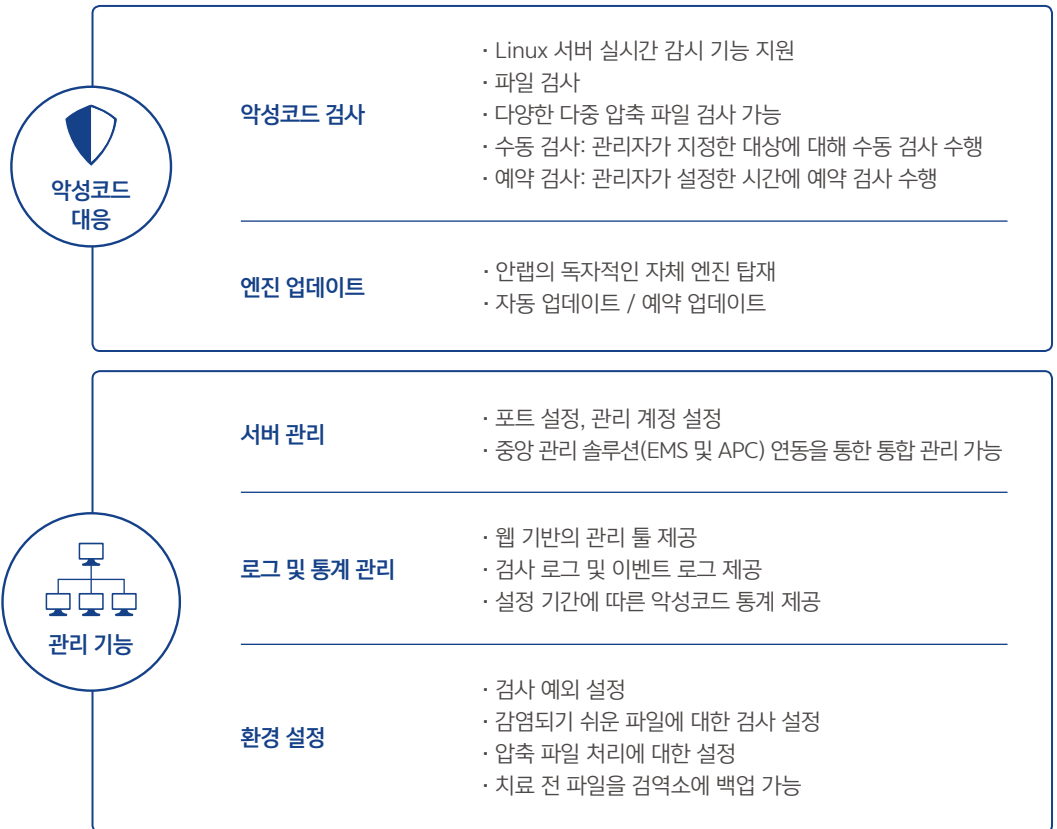 악성코드
대응
악성코드 검사
· Linux 서버 실시간 감시 기능 지원
· 파일 검사
· 다양한 다중 압축 파일 검사 가능
· 수동 검사: 관리자가 지정한 대상에 대해 수동 검사 수행
· 예약 검사: 관리자가 설정한 시간에 예약 검사 수행
엔진 업데이트
· 안랩의 독자적인 자체 엔진 탑재
· 자동 업데이트 / 예약 업데이트
관리 기능
서버 관리
· 포트 설정, 관리 계정 설정
· 중앙 관리 솔루션(EMS 및 APC) 연동을 통한 통합 관리 가능
로그 및 통계 관리
· 웹 기반의 관리 툴 제공
· 검사 로그 및 이벤트 로그 제공
· 설정 기간에 따른 악성코드 통계 제공
환경 설정
· 검사 예외 설정
· 감염되기 쉬운 파일에 대한 검사 설정
· 압축 파일 처리에 대한 설정
· 치료 전 파일을 검역소에 백업 가능